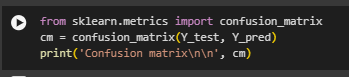 from sklearn.metrics import confusion_matrix
cm = confusion_matrix(Y_test, Y_pred)
print('Confusion matrix\n\n', cm)